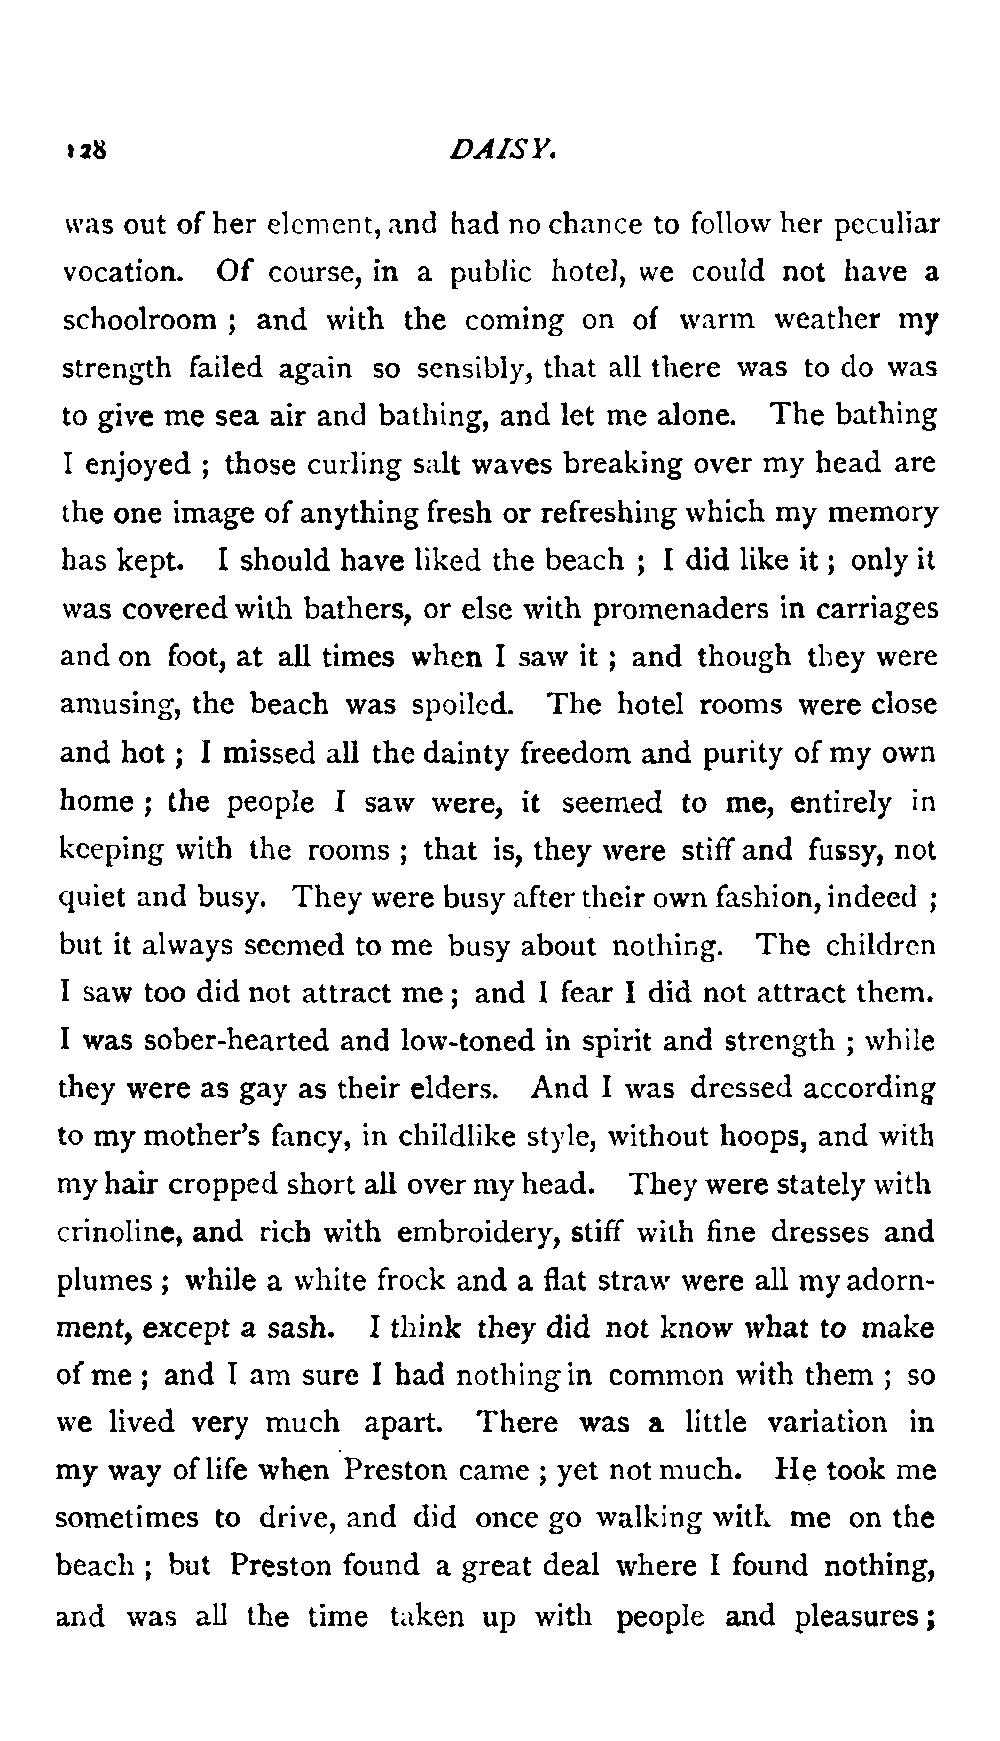 128 DAISY.
was out of her element, and had no chance to follow her peculiar
vocation. Of course, in a public hotel, we could not have a
schoolroom ; and with the coming on of warm weather my
strength failed again so sensibly, that all there was to do was
to give me sea air and bathing, and let me alone. The bathing
I enjoyed ; those curling salt waves breaking over my head are
the one image of anything fresh or refreshing which my memory
has kept. I should have liked the beach ; I did like it ; only it
was covered with bathers, or else with promenaders in carriages
and on foot, at all times when I saw it ; and though they were
amusing, the beach was spoiled. The hotel rooms were close
and hot ; I missed all the dainty freedom and purity of my own
home ; the people I saw were, it seemed to me, entirely in
keeping with the rooms ; that is, they were stiff and fussy, not
quiet and busy. They were busy after their own fashion, indeed ;
but it always seemed to me busy about nothing. The children
I saw too did not attract me ; and I fear I did not attract them.
I was sober-hearted and low-toned in spirit and strength ; while
they were as gay as their elders. And I was dressed according
to my mother's fancy, in childlike style, without hoops, and with
my hair cropped short all over my head. They were stately with
crinoline, and rich with embroidery, stiff with fine dresses and
plumes ; while a white frock and a flat straw were all my adorn-
ment, except a sash. I think they did not know what to make
of me ; and I am sure I had nothing in common with them ; so
we lived very much apart. There was a little variation in
my way of life when Preston came ; yet not much. He took me
sometimes to drive, and did once go walking with me on the
beach ; but Preston found a great deal where I found nothing,
and was all the time taken up with people and pleasures ;